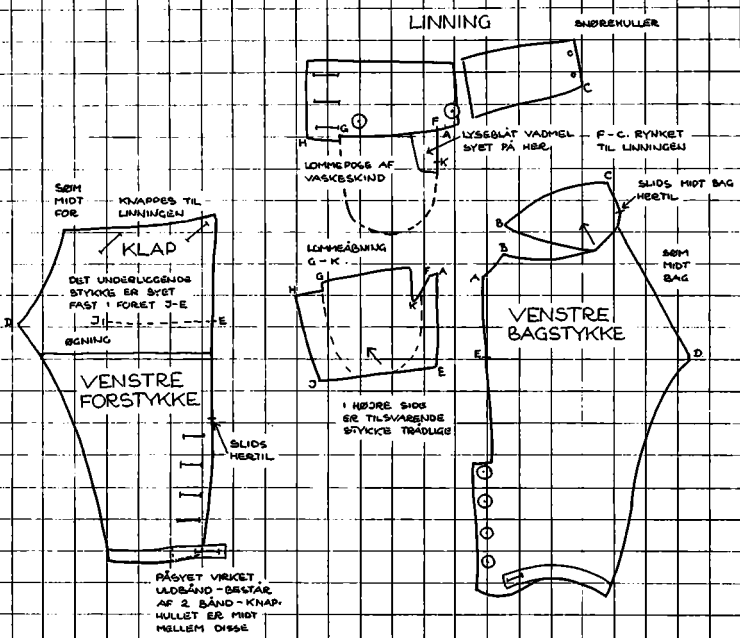 LINNING
SNØREHULLER
C
F
A
G
H
K
LOMMEPOSE AF
VASKESKIND
LYSEBLÅT VADMEL
SYET PÅ HER
F-C. RYNKET
TIL LINNINGEN
SØM
MIDT
FOR
KNAPPES TIL
LINNINGEN
KLAP
DET UNDERLIGGENDE
STYKKE ER SYET
FAST I FORET J-E
D
J
E
ØGNING
VENSTRE
FORSTYKKE
SLIDS
HERTIL
PÅSYET VIRKET
ULDBÅND-BESTÅR
AF 2 BÅND-KNAP-
HULLET ER MIDT
MELLEM DISSE
LOMMEÅBNING
G-K.
G
F
A
H
K
E
J
I HØJRE SIDE
ER TILSVARENDE
STYKKE TRÅDLIGE
C
SLIDS MIDT BAG
HERTIL
B
B
SØM
MIDT
BAG
A
VENSTRE
BAGSTYKKE
E
D